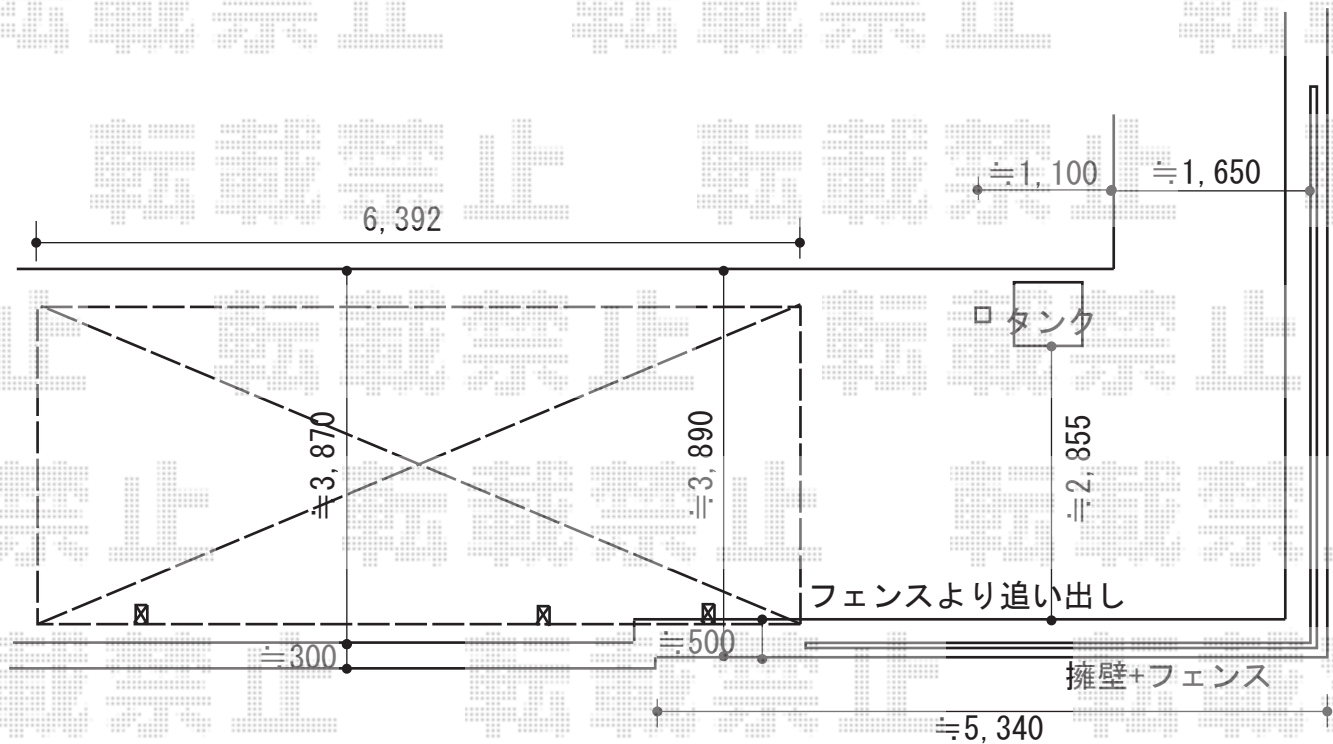 転載禁止
≒1,100
≒1,650
6,392
タンク
≒3,870
≒3,890
≒2,855
フェンスより追い出し
≒300
≒500
擁壁+フェンス
≒5,340